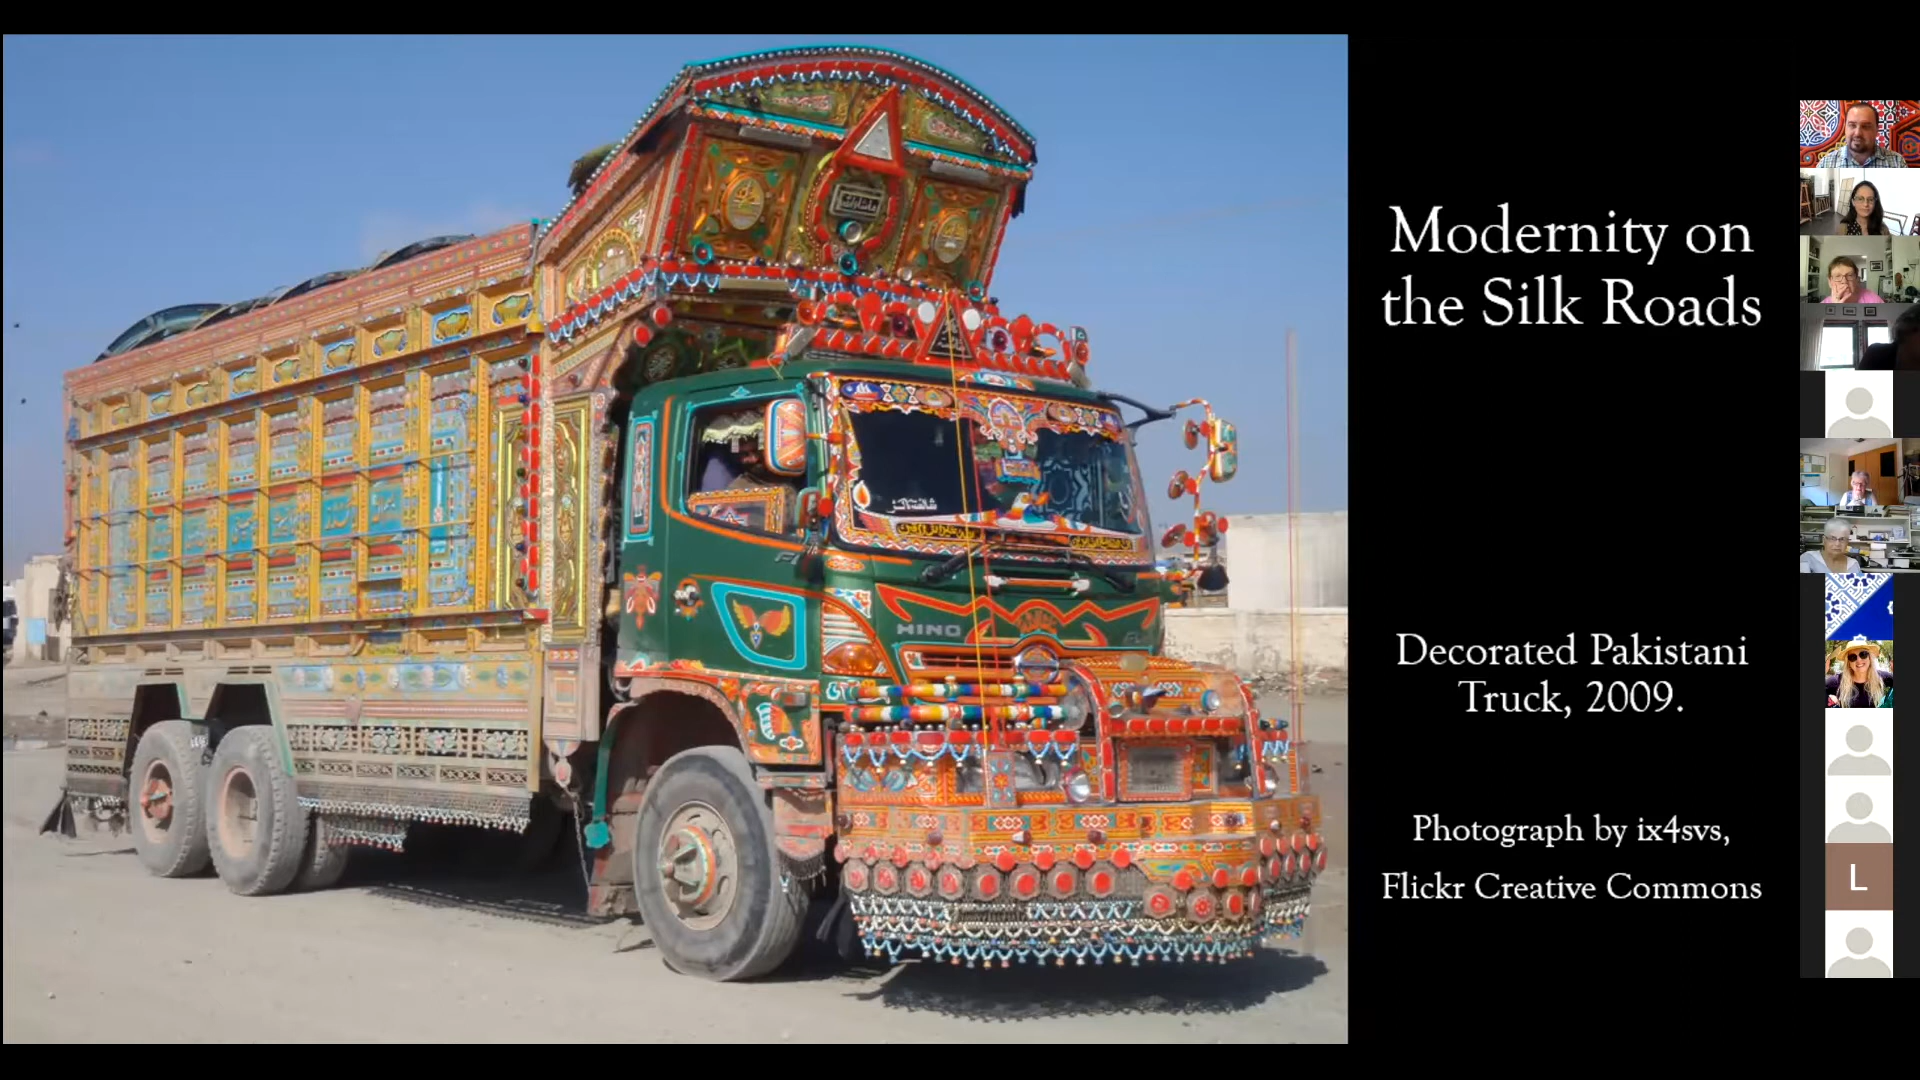 Modernity on
the Silk Roads
HINO
Decorated Pakistani
Truck, 2009.
Photograph by ix4svs,
Flickr Creative Commons
L